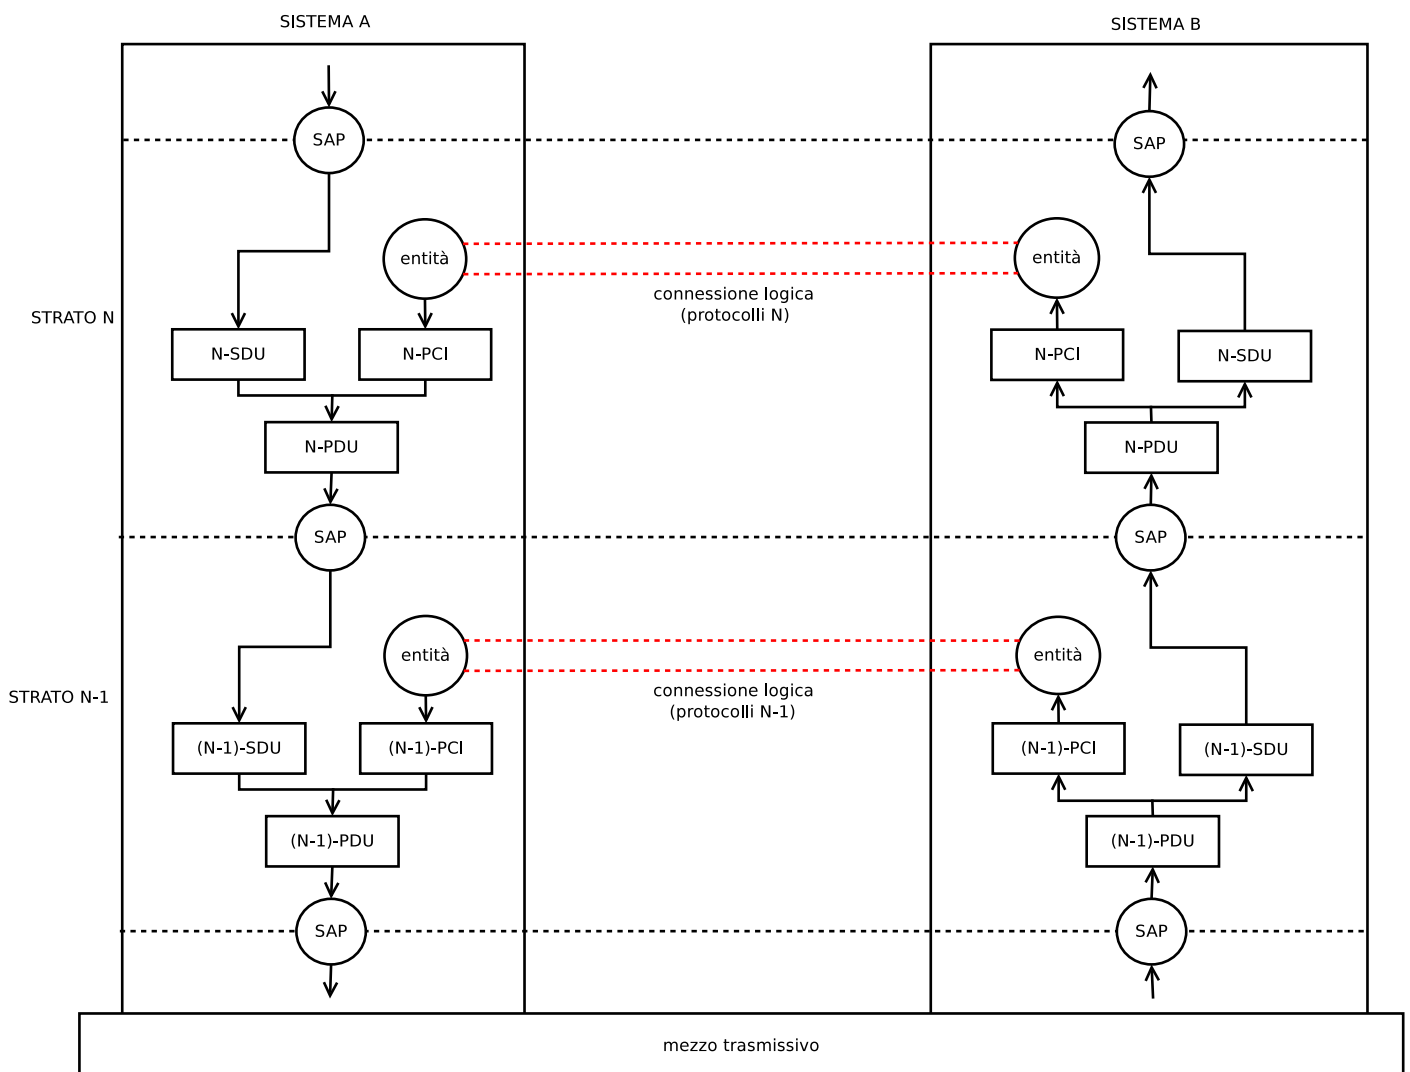 SISTEMA A
SISTEMA B
SAP
SAP
entità
entità
connessione logica
(protocolli N)
STRATO N
N-SDU
N-PCI
N-PCI
N-SDU
N-PDU
N-PDU
SAP
SAP
entità
entità
connessione logica
(protocolli N-1)
STRATO N-1
(N-1)-SDU
(N-1)-PCI
(N-1)-PCI
(N-1)-SDU
(N-1)-PDU
(N-1)-PDU
SAP
SAP
mezzo trasmissivo